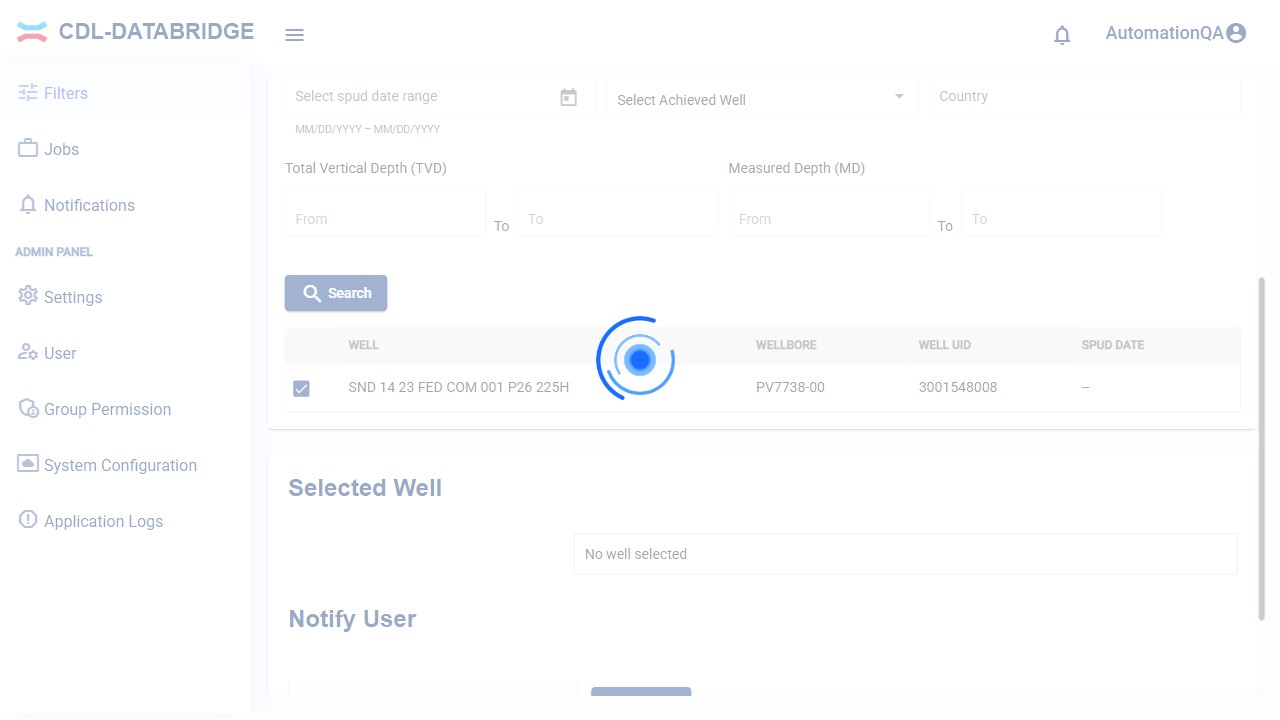 CDL-DATABRIDGE
AutomationQA
Filters
Jobs
Notifications
ADMIN PANEL
Settings
User
Group Permission
System Configuration
Application Logs
Select spud date range
Select Achieved Well
Country
MM/DD/YYYY – MM/DD/YYYY
Total Vertical Depth (TVD)
Measured Depth (MD)
From
To
To
From
To
To
Search
WELL WELLBORE WELL UID SPUD DATE
SND 14 23 FED COM 001 P26 225H PV7738-00 3001548008 --
Selected Well
No well selected
Notify User